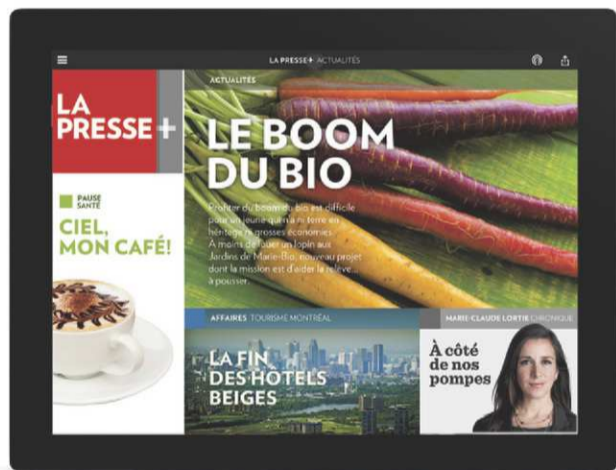 LA PRESSE+ ACTUALITÉS
LA
PRESSE+
ACTUALITÉS
LE BOOM
DU BIO
Profiter du boom du bio est difficile
pour un jeune qui n'a ni terre en
héritage ni grosses économies.
À moins de louer un lopin aux
Jardins de Marie-Bio, nouveau projet
dont la mission est d'aider la relève...
à pousser.
PAUSE
SANTÉ
CIEL,
MON CAFÉ!
AFFAIRES TOURISME MONTRÉAL
LA FIN
DES HÔTELS
BEIGES
MARIE-CLAUDE LORTIE CHRONIQUE
À côté
de nos
pompes